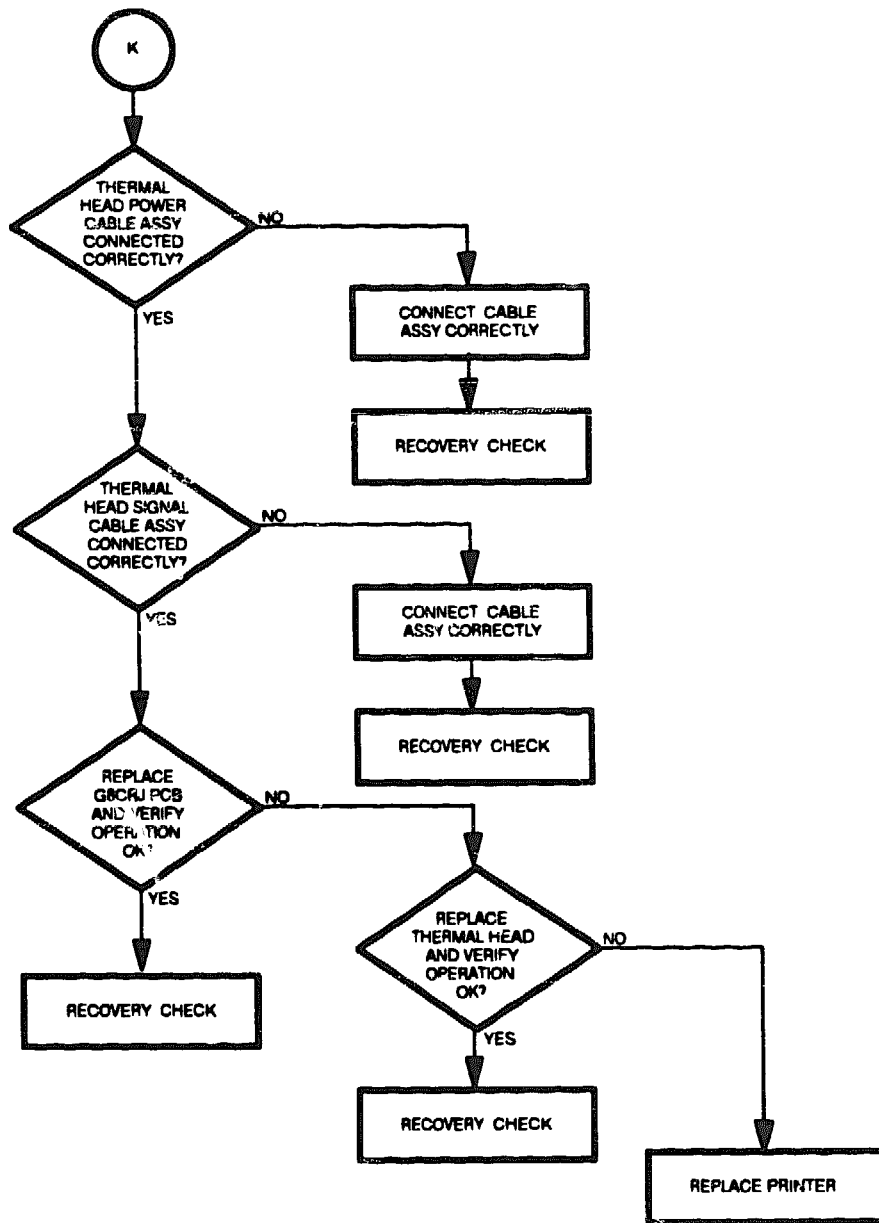 K
THERMAL
HEAD POWER
CABLE ASSY
CONNECTED
CORRECTLY?
NO
YES
CONNECT CABLE
ASSY CORRECTLY
RECOVERY CHECK
THERMAL
HEAD SIGNAL
CABLE ASSY
CONNECTED
CORRECTLY?
NO
YES
CONNECT CABLE
ASSY CORRECTLY
RECOVERY CHECK
REPLACE
PCB
AND VERIFY
OPERATION
OK?
NO
YES
RECOVERY CHECK
REPLACE
THERMAL HEAD
AND VERIFY
OPERATION
OK?
NO
YES
RECOVERY CHECK
REPLACE PRINTER